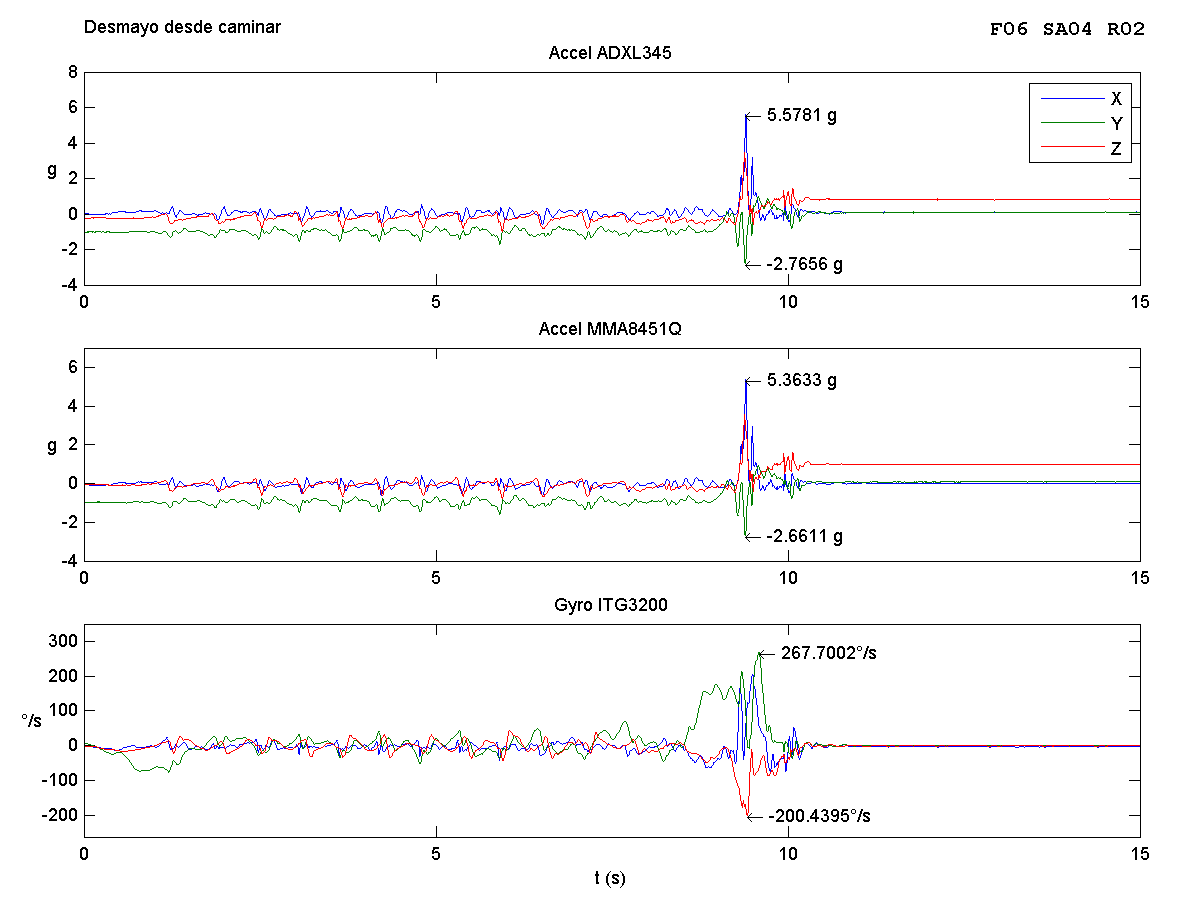 Desmayo desde caminar
F06 SA04 R02
Accel ADXL345
8
6
4
2
0
-2
-4
g
5.5781 g
-2.7656 g
X
Y
Z
0
5
10
15
Accel MMA8451Q
6
4
2
0
-2
-4
g
5.3633 g
-2.6611 g
0
5
10
15
Gyro ITG3200
300
200
100
0
-100
-200
°/s
267.7002°/s
-200.4395°/s
0
5
10
15
t (s)